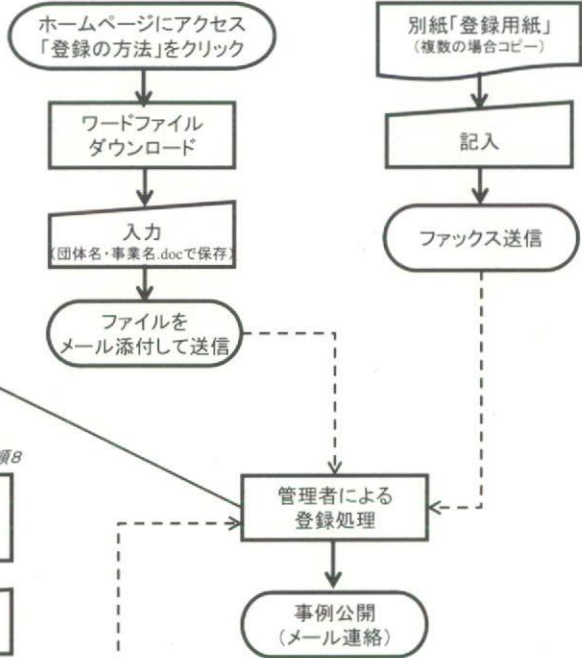 ホームページにアクセス
「登録の方法」をクリック
ワードファイル
ダウンロード
入力
(団体名・事業名.docで保存)
ファイルを
メール添付して送信
別紙「登録用紙」
(複数の場合コピー)
記入
ファックス送信
順8
管理者による
登録処理
事例公開
(メール連絡)